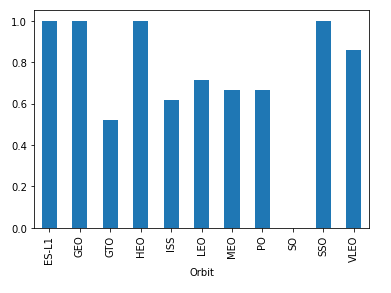 1.0
0.8
0.6
0.4
0.2
0.0
ES-L1
GEO
GTO
HEO
ISS
LEO
MEO
PO
SO
SSO
VLEO
Orbit